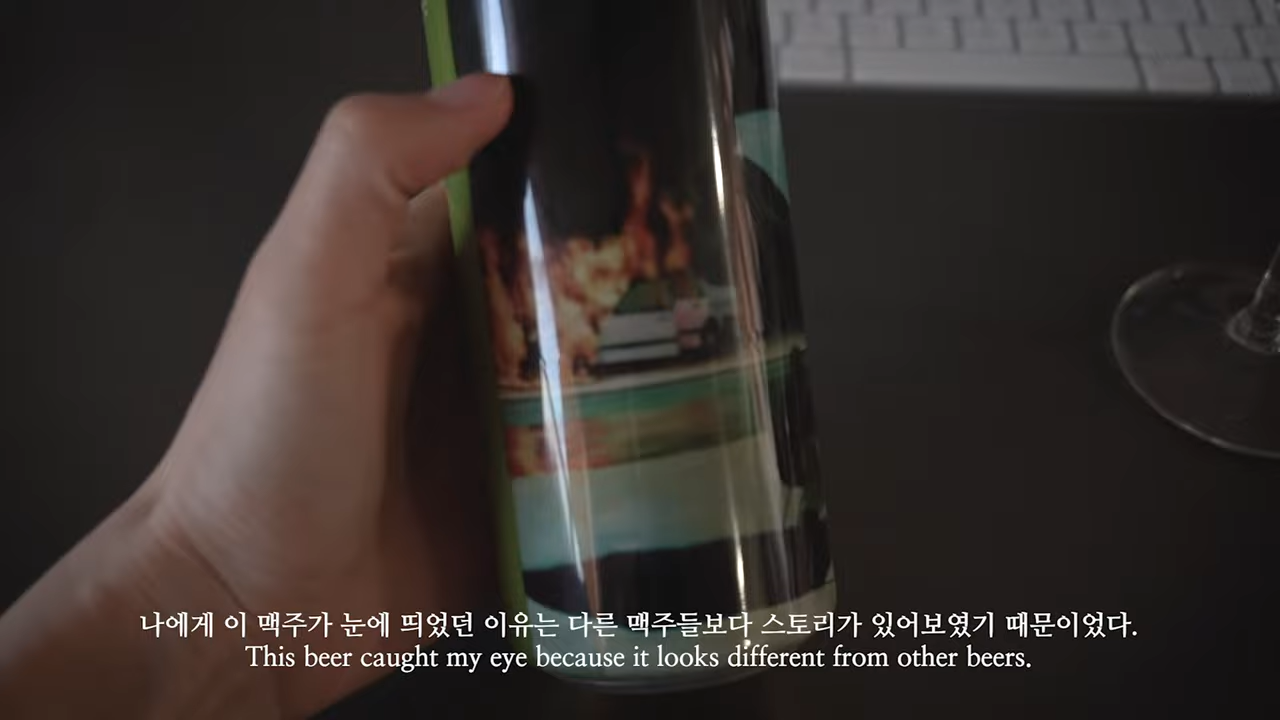 나에게 이 맥주가 눈에 띄었던 이유는 다른 맥주들보다 스토리가 있어보였기 때문이었다.
This beer caught my eye because it looks different from other beers.